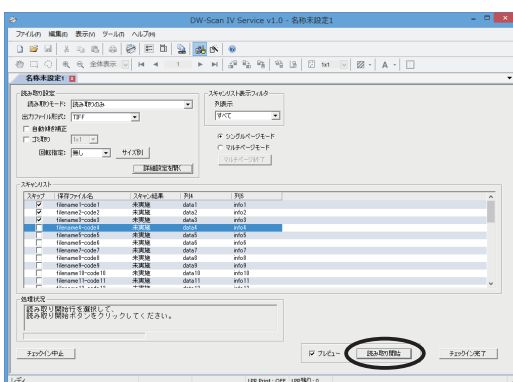 DW-Scan IV Service v1.0 - 名称未設定1
ファイル(F) 編集(E) 表示(V) ツール(T) ヘルプ(H)
全体表示 1 1x1 A
名称未設定1
読み取り設定
読み取りモード: 読み取りのみ
出力ファイル形式: TIFF
自動傾き補正
ゴミ取り 1x1
回転指定: 無し サイズ別
詳細設定を開く
スキャンリスト表示フィルター
列表示
すべて
シングルページモード
マルチページモード
マルチページ終了
スキャンリスト
スキップ 保存ファイル名 スキャン結果 列4 列5
filename1-code1 未実施 data1 info1
filename2-code2 未実施 data2 info2
filename3-code3 未実施 data3 info3
filename4-code4 未実施 data4 info4
filename5-code5 未実施 data5 info5
filename6-code6 未実施 data6 info6
filename7-code7 未実施 data7 info7
filename8-code8 未実施 data8 info8
filename9-code9 未実施 data9 info9
filename10-code10 未実施 data10 info10
filename11-code11 未実施 data11 info11
処理状況
読み取り開始行を選択して、
読み取り開始ボタンをクリックしてください。
チェックイン中止 プレビュー 読み取り開始 チェックイン完了
レディ UPR Print : OFF UPR残り : 0